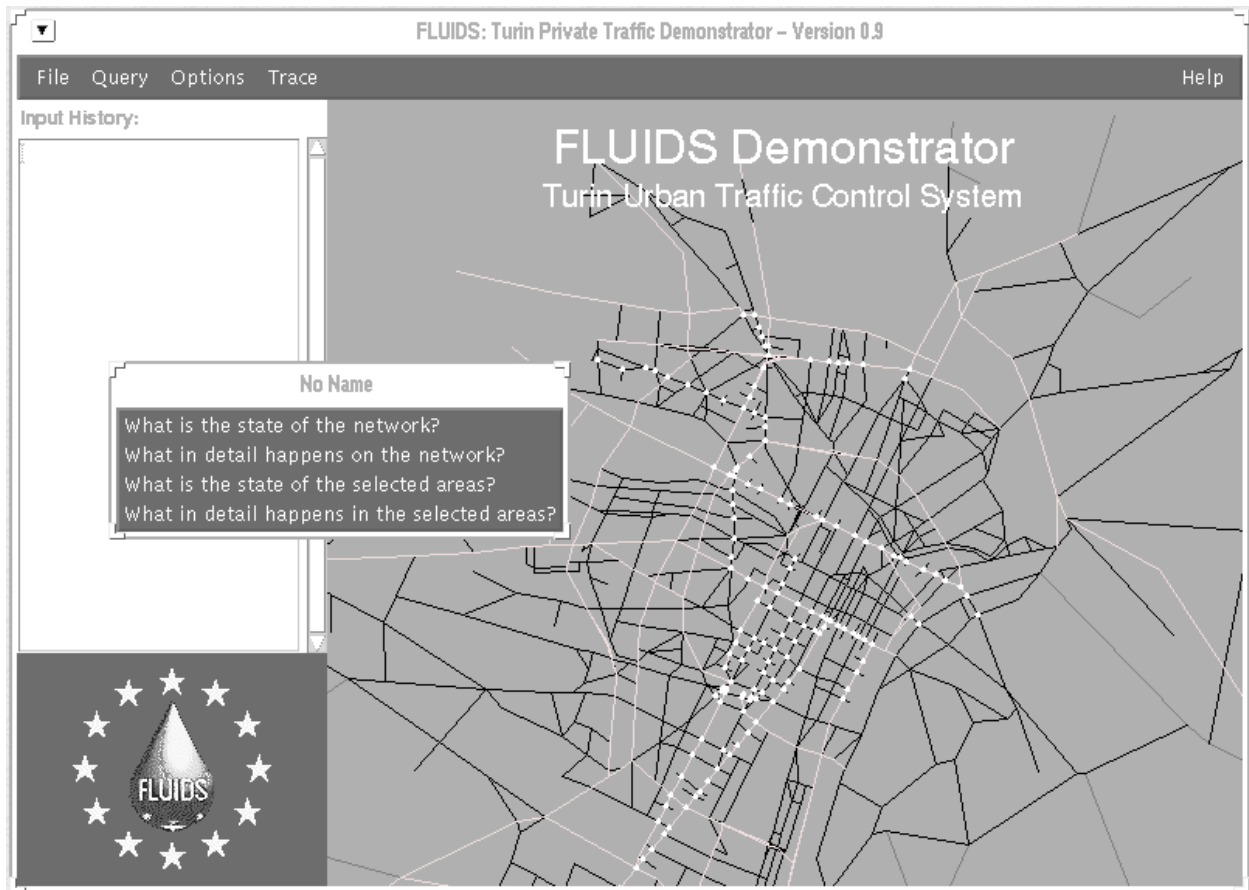 FLUIDS: Turin Private Traffic Demonstrator – Version 0.9
File Query Options Trace Help
Input History:
FLUIDS Demonstrator
Turin Urban Traffic Control System
No Name
What is the state of the network?
What in detail happens on the network?
What is the state of the selected areas?
What in detail happens in the selected areas?
FLUIDS